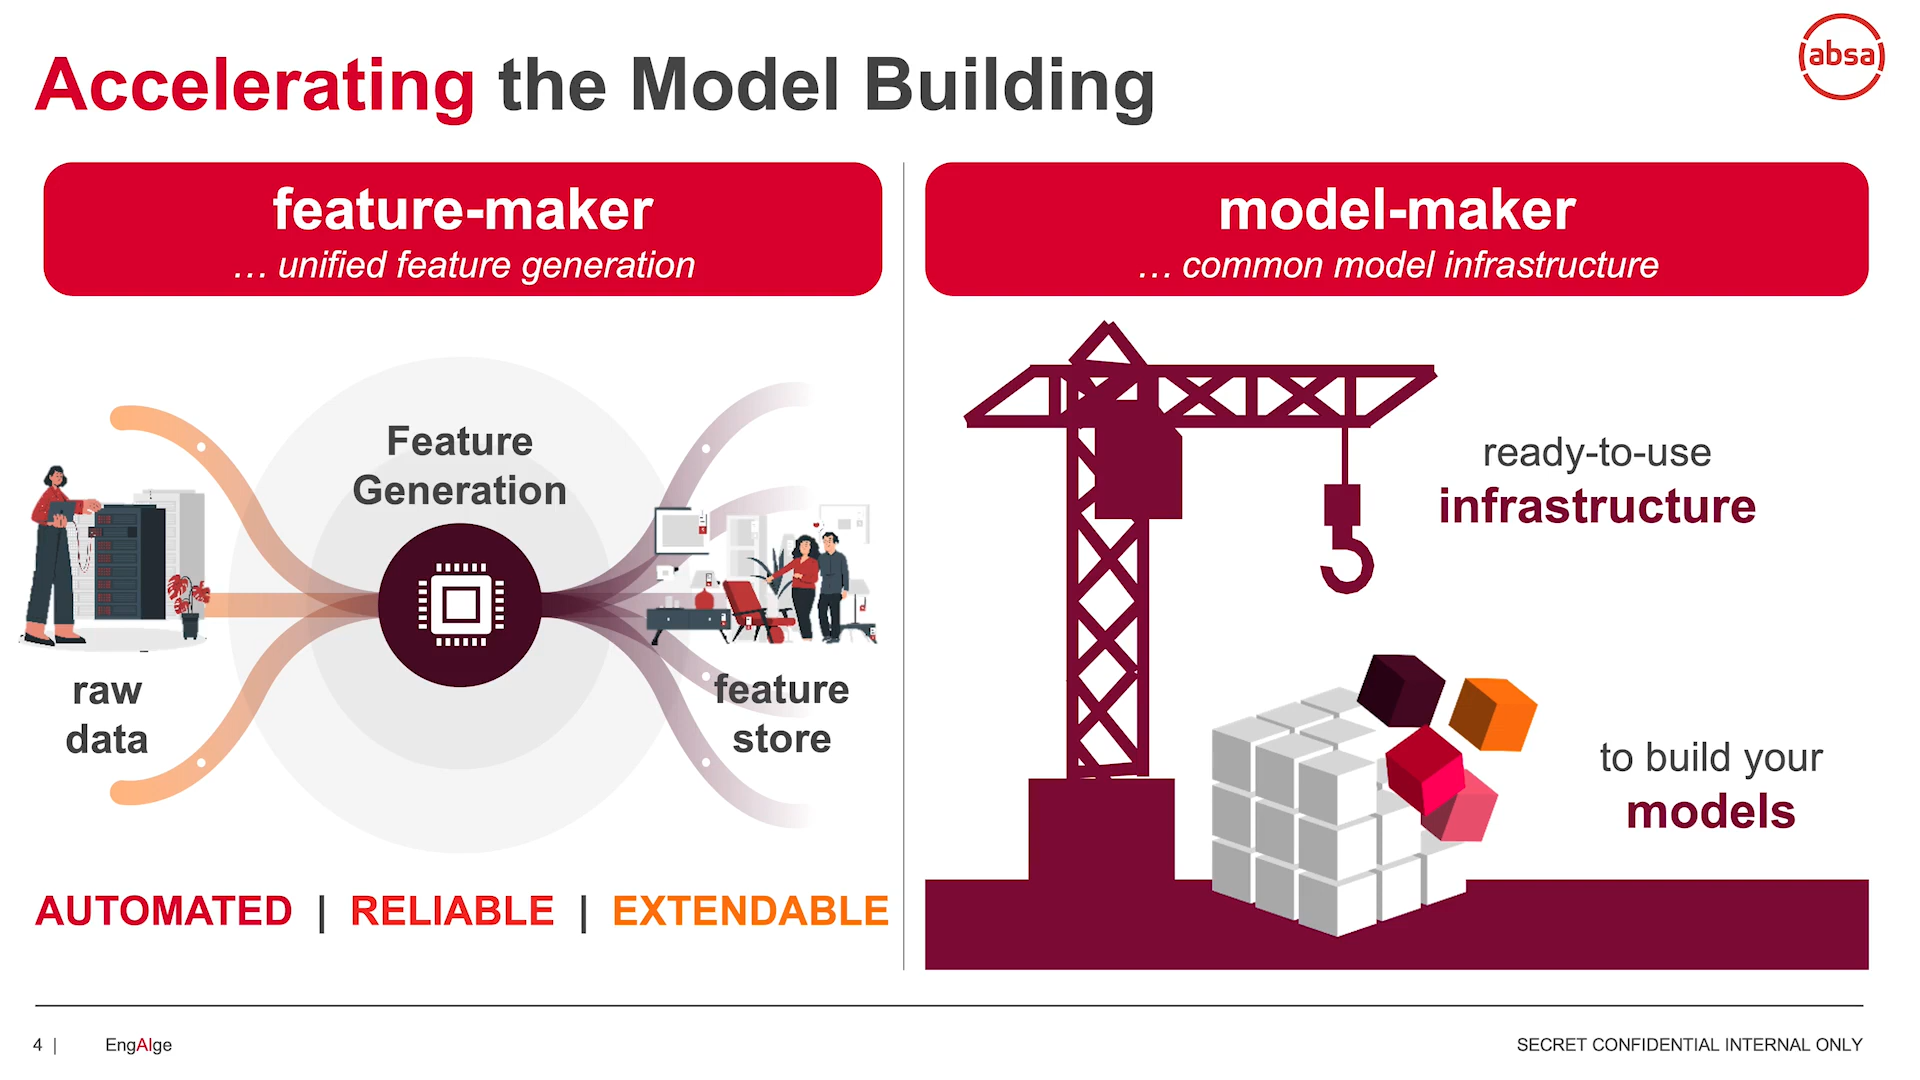 absa
Accelerating the Model Building
feature-maker
... unified feature generation
model-maker
... common model infrastructure
Feature
Generation
raw
data
feature
store
AUTOMATED | RELIABLE | EXTENDABLE
ready-to-use
infrastructure
to build your
models
4 |
EngAIge
SECRET CONFIDENTIAL INTERNAL ONLY